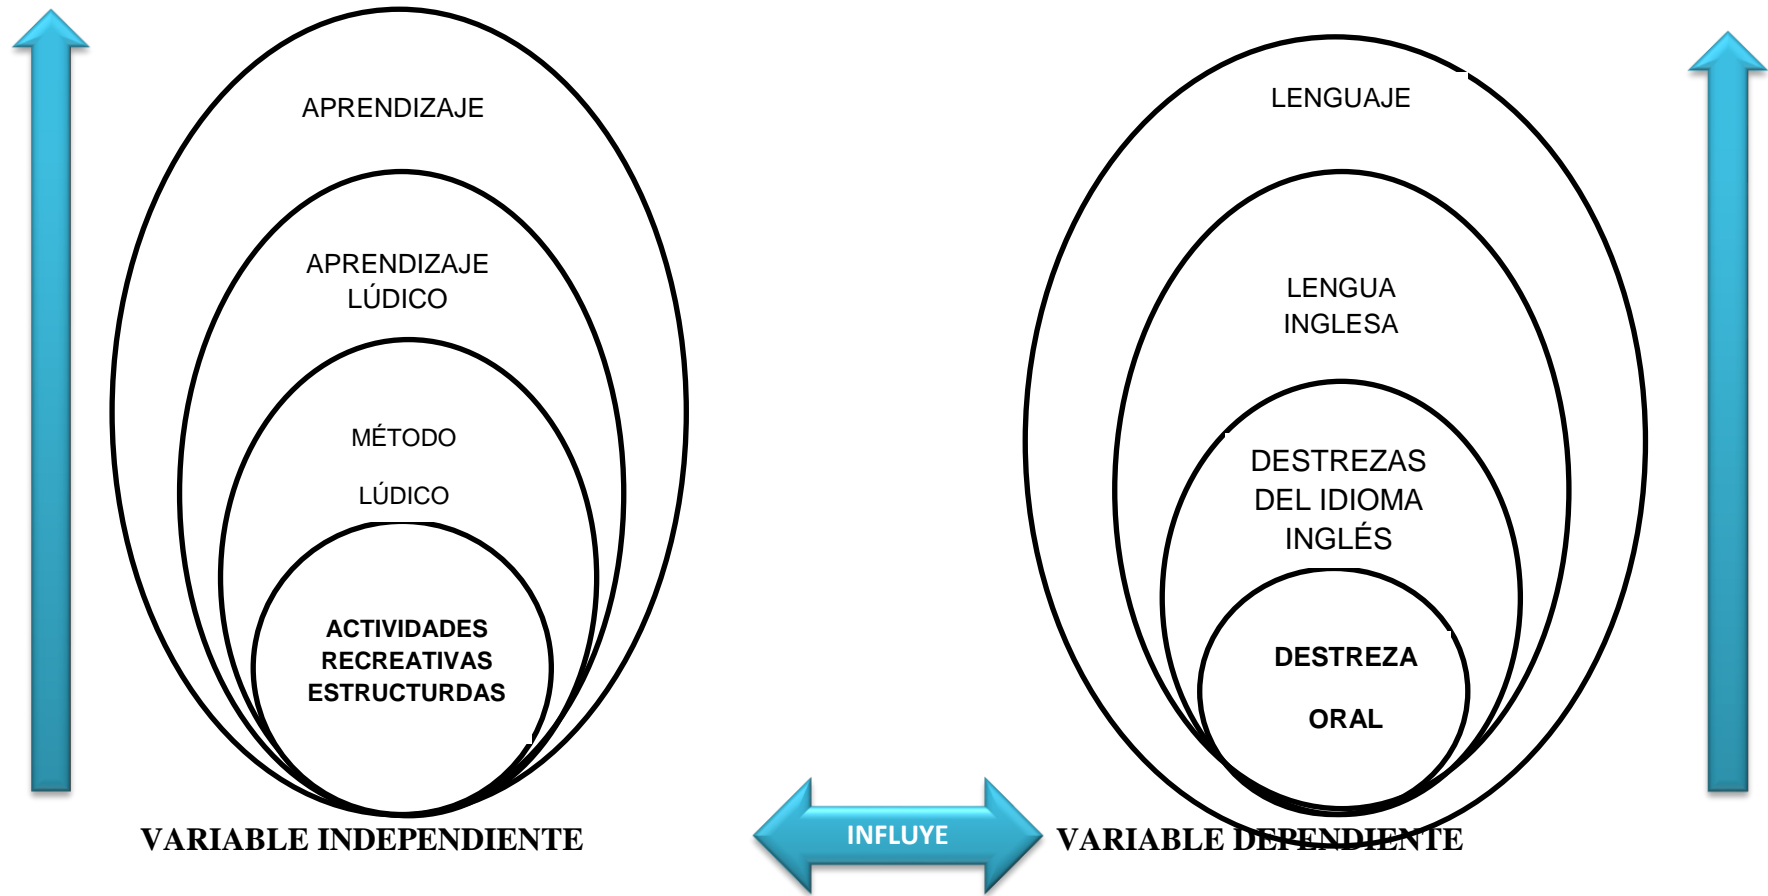 APRENDIZAJE
APRENDIZAJE
LÚDICO
MÉTODO
LÚDICO
ACTIVIDADES
RECREATIVAS
ESTRUCTURDAS
VARIABLE INDEPENDIENTE
INFLUYE
LENGUAJE
LENGUA
INGLESA
DESTREZAS
DEL IDIOMA
INGLÉS
DESTREZA
ORAL
VARIABLE DEPENDIENTE